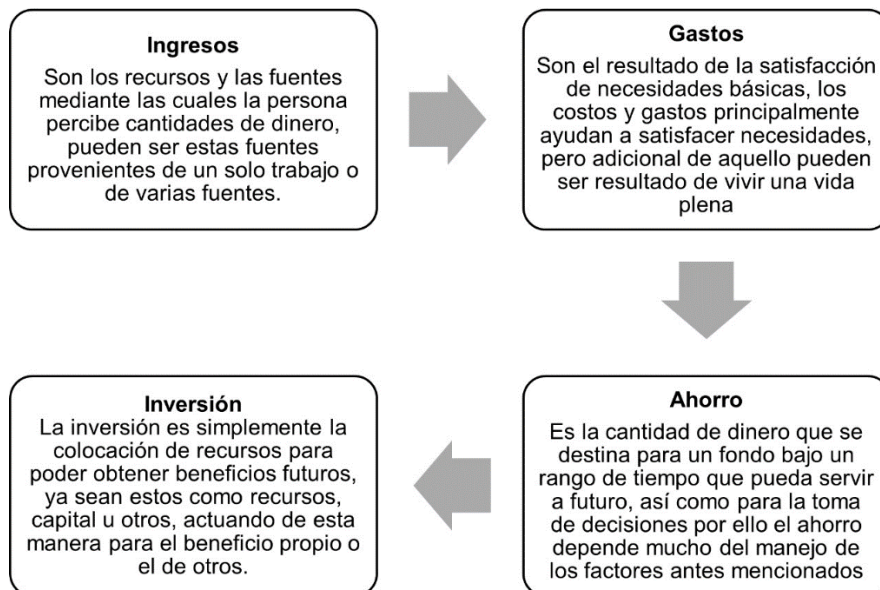 Ingresos
Son los recursos y las fuentes
mediante las cuales la persona
percibe cantidades de dinero,
pueden ser estas fuentes
provenientes de un solo trabajo o
de varias fuentes.
Gastos
Son el resultado de la satisfacción
de necesidades básicas, los
costos y gastos principalmente
ayudan a satisfacer necesidades,
pero adicional de aquello pueden
ser resultado de vivir una vida
plena
Ahorro
Es la cantidad de dinero que se
destina para un fondo bajo un
rango de tiempo que pueda servir
a futuro, así como para la toma
de decisiones por ello el ahorro
depende mucho del manejo de
los factores antes mencionados
Inversión
La inversión es simplemente la
colocación de recursos para
poder obtener beneficios futuros,
ya sean estos como recursos,
capital u otros, actuando de esta
manera para el beneficio propio o
el de otros.